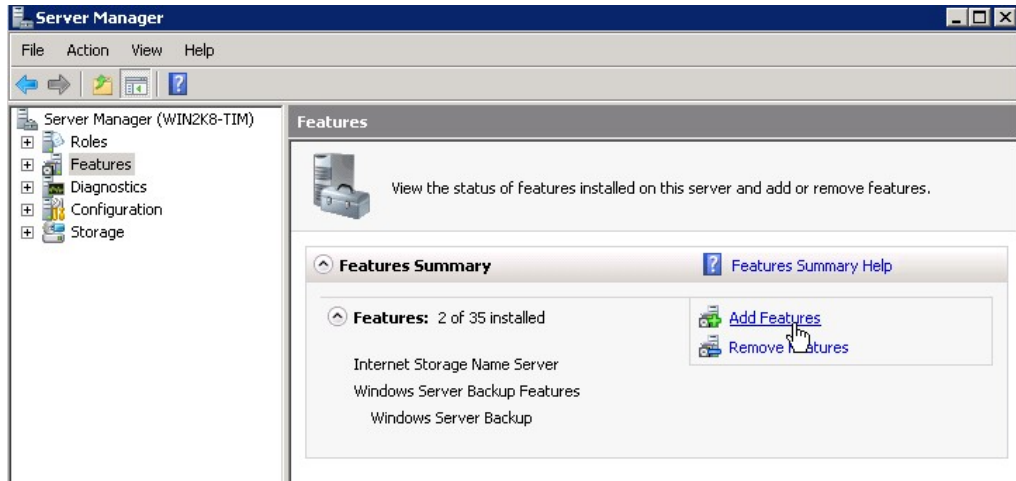 Server Manager
File Action View Help
Server Manager (WIN2K8-TIM)
Roles
Features
Diagnostics
Configuration
Storage
Features
View the status of features installed on this server and add or remove features.
Features Summary
Features Summary Help
Features: 2 of 35 installed
Add Features
Remove Features
Internet Storage Name Server
Windows Server Backup Features
Windows Server Backup